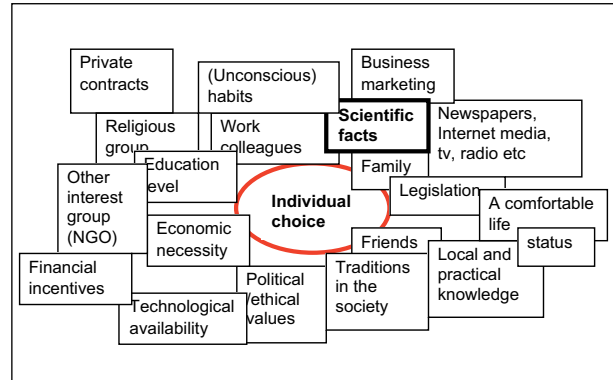 Private
contracts
(Unconscious)
habits
Business
marketing
Scientific
facts
Newspapers,
Internet media,
tv, radio etc
Religious
group
Work
colleagues
Education
level
Family
Legislation
Other
interest
group
(NGO)
Individual
choice
A comfortable
life
Economic
necessity
Friends
status
Financial
incentives
Political
/ethical
values
Traditions
in the
society
Local and
practical
knowledge
Technological
availability